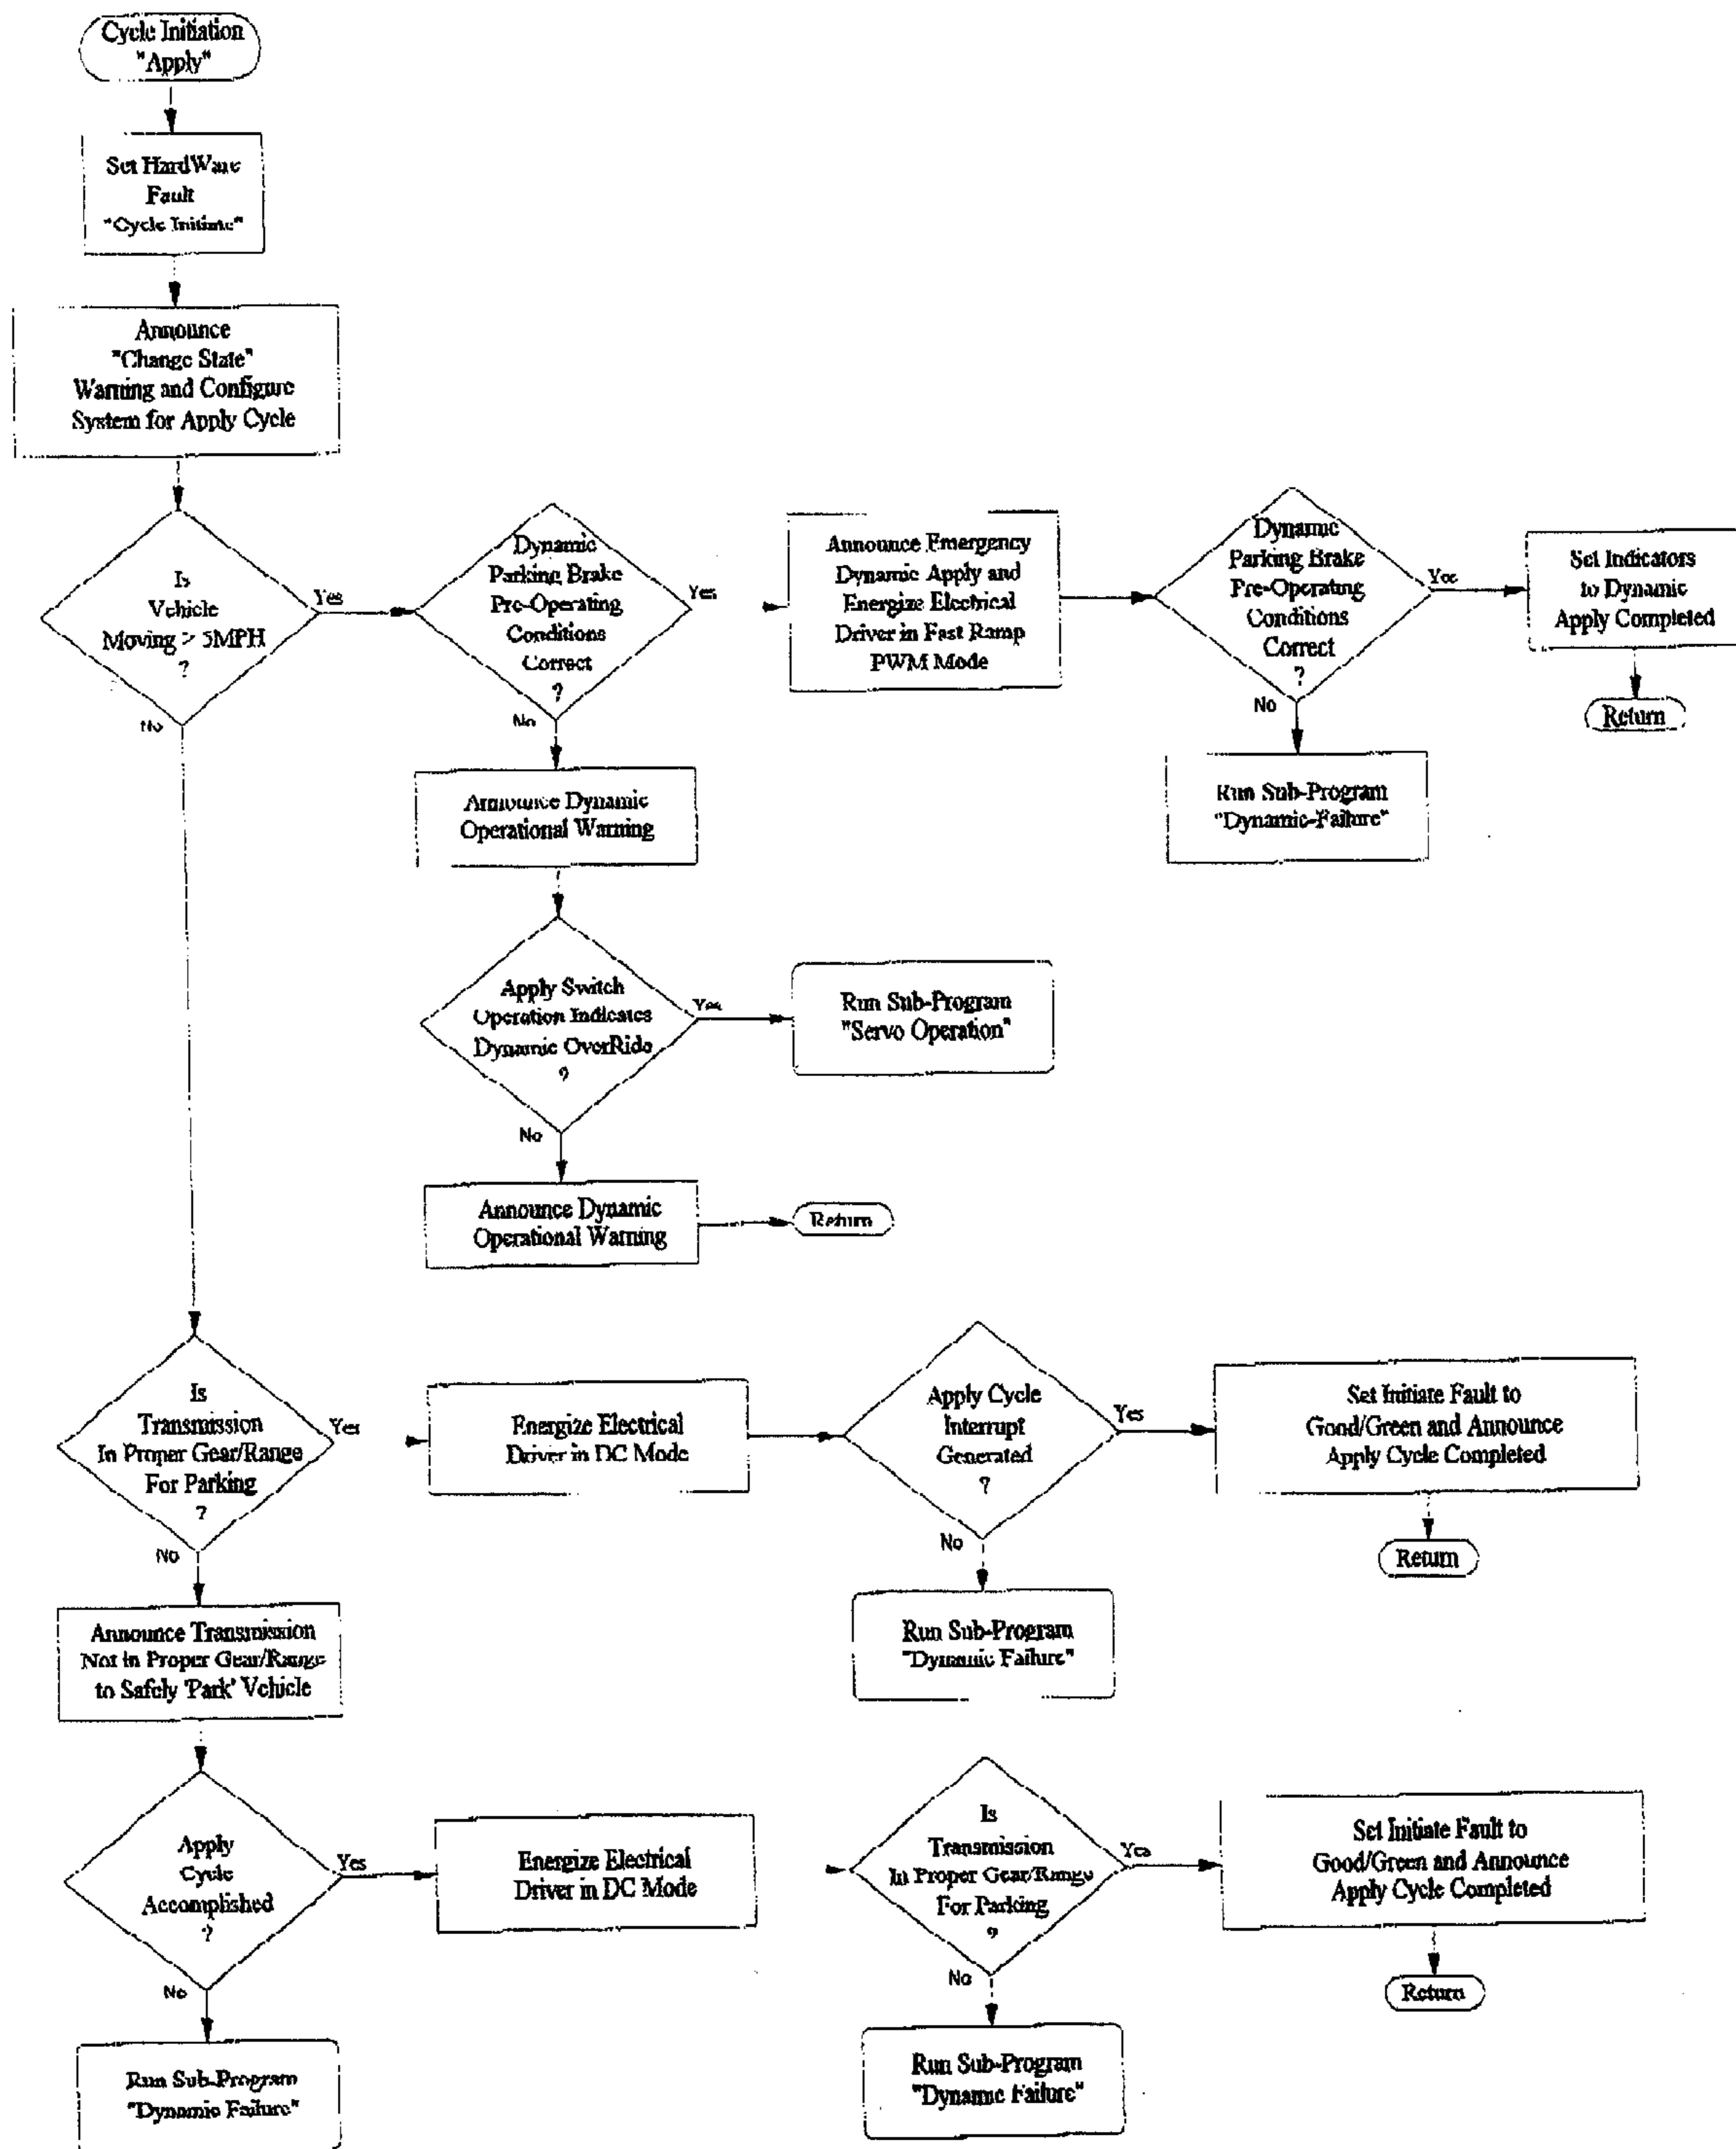 Cycle Initiation
"Apply"
Set HardWare
Fault
"Cycle Initiate"
Announce
"Change State"
Warning and Configure
System for Apply Cycle
Is
Vehicle
Moving > 5MPH
?
Yes
No
Dynamic
Parking Brake
Pre-Operating
Conditions
Correct
?
Yes
No
Announce Emergency
Dynamic Apply and
Energize Electrical
Driver in Fast Ramp
PWM Mode
Dynamic
Parking Brake
Pre-Operating
Conditions
Correct
?
Yes
No
Set Indicators
to Dynamic
Apply Completed
Return
Run Sub-Program
"Dynamic-Failure"
Announce Dynamic
Operational Warning
Apply Switch
Operation Indicates
Dynamic OverRide
?
Yes
No
Run Sub-Program
"Servo Operation"
Announce Dynamic
Operational Warning
Return
Is
Transmission
In Proper Gear/Range
For Parking
?
Yes
No
Energize Electrical
Driver in DC Mode
Apply Cycle
Interrupt
Generated
?
Yes
No
Set Initiate Fault to
Good/Green and Announce
Apply Cycle Completed
Return
Run Sub-Program
"Dynamic Failure"
Announce Transmission
Not in Proper Gear/Range
to Safely 'Park' Vehicle
Apply
Cycle
Accomplished
?
Yes
No
Energize Electrical
Driver in DC Mode
Is
Transmission
In Proper Gear/Range
For Parking
?
Yes
No
Set Initiate Fault to
Good/Green and Announce
Apply Cycle Completed
Return
Run Sub-Program
"Dynamic Failure"
Run Sub-Program
"Dynamic Failure"